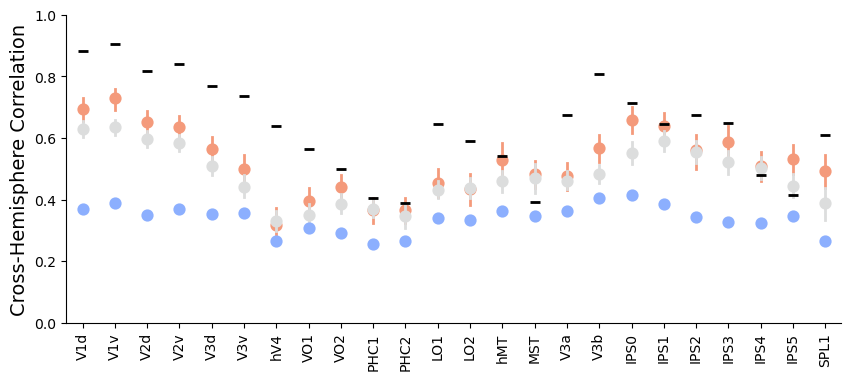 Cross-Hemisphere Correlation
1.0
0.8
0.6
0.4
0.2
0.0
V1d
V1v
V2d
V2v
V3d
V3v
hV4
VO1
VO2
PHC1
PHC2
LO1
LO2
hMT
MST
V3a
V3b
IPS0
IPS1
IPS2
IPS3
IPS4
IPS5
SPL1